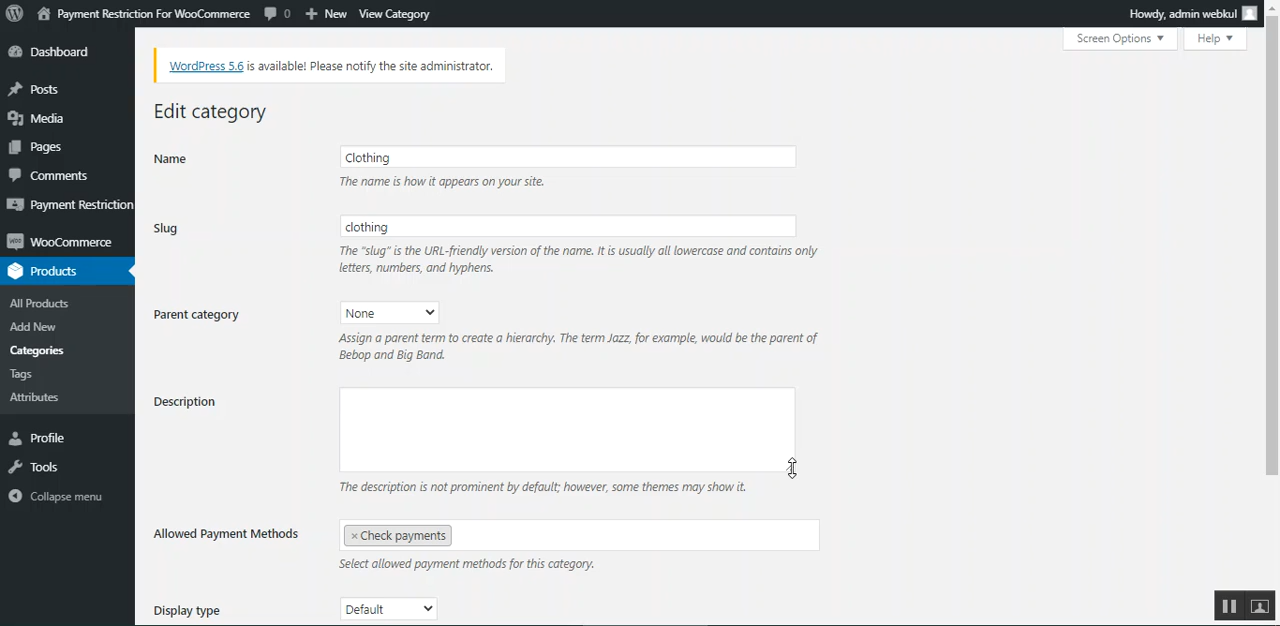 Payment Restriction For WooCommerce 0 New View Category Howdy, admin webkul
Screen Options Help
Dashboard
Posts
Media
Pages
Comments
Payment Restriction
WooCommerce
Products
All Products
Add New
Categories
Tags
Attributes
Profile
Tools
Collapse menu
WordPress 5.6 is available! Please notify the site administrator.
Edit category
Name
Clothing
The name is how it appears on your site.
Slug
clothing
The "slug" is the URL-friendly version of the name. It is usually all lowercase and contains only
letters, numbers, and hyphens.
Parent category
None
Assign a parent term to create a hierarchy. The term Jazz, for example, would be the parent of
Bebop and Big Band.
Description
The description is not prominent by default; however, some themes may show it.
Allowed Payment Methods
× Check payments
Select allowed payment methods for this category.
Display type
Default